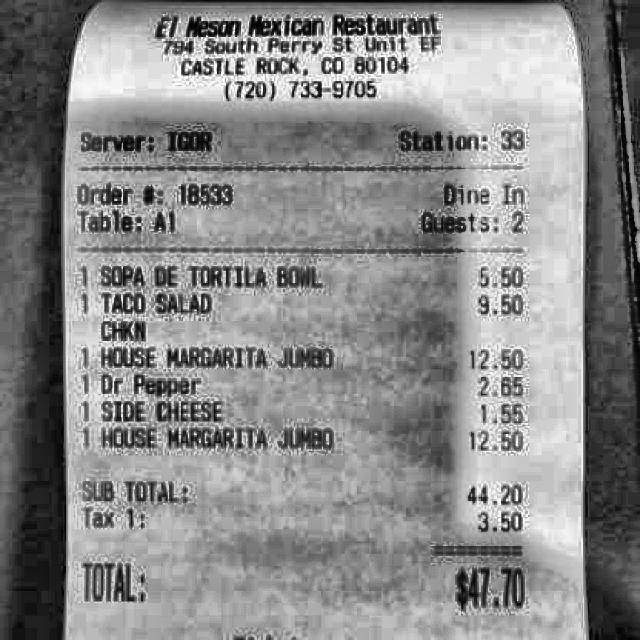 El Meson Mexican Restaurant
794 South Perry St Unit EF
CASTLE ROCK, CO 80104
(720) 733-9705
Server: IGOR Station: 33
Order #: 18533 Dine In
Table: A1 Guests: 2
1 SOPA DE TORTILA BOWL 5.50
1 TACO SALAD 9.50
CHKN
1 HOUSE MARGARITA JUMBO 12.50
1 Dr Pepper 2.65
1 SIDE CHEESE 1.55
1 HOUSE MARGARITA JUMBO 12.50
SUB TOTAL: 44.20
Tax 1: 3.50
TOTAL: $47.70